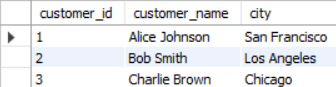 customer_id customer_name city
1 Alice Johnson San Francisco
2 Bob Smith Los Angeles
3 Charlie Brown Chicago